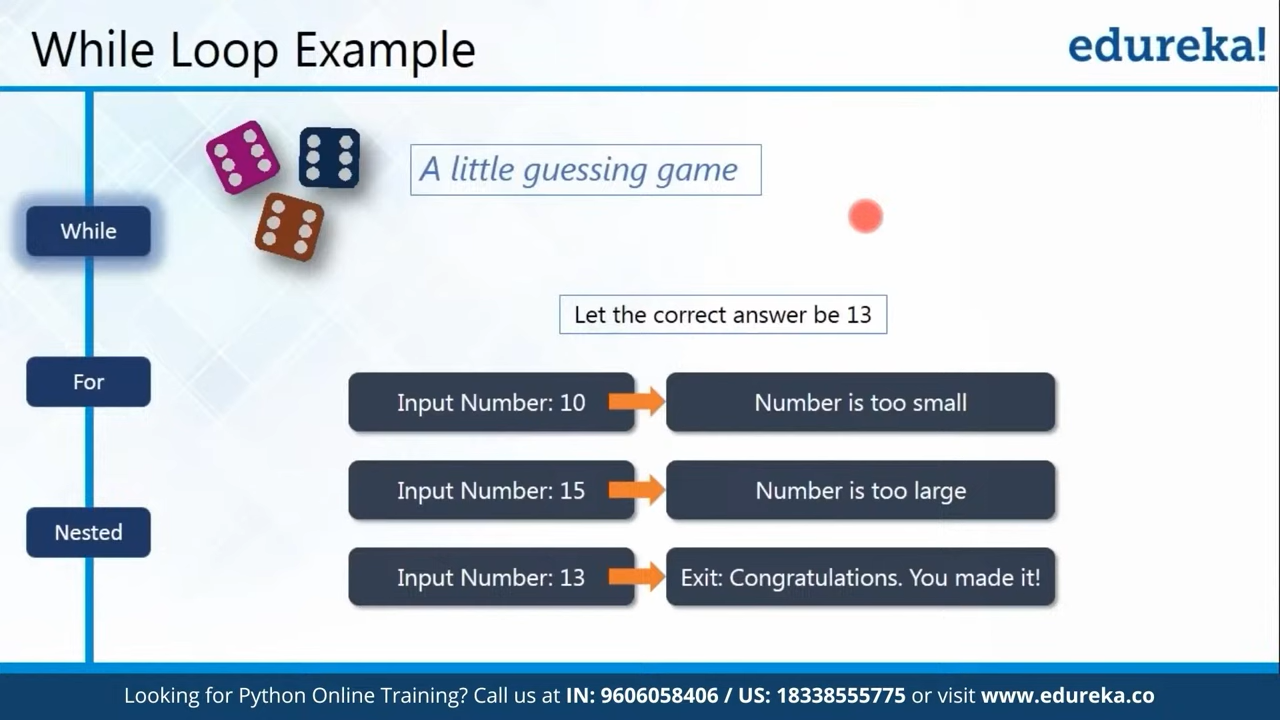 While Loop Example
edureka!
A little guessing game
While
Let the correct answer be 13
For
Input Number: 10
Number is too small
Input Number: 15
Number is too large
Nested
Input Number: 13
Exit: Congratulations. You made it!
Looking for Python Online Training? Call us at IN: 9606058406 / US: 18338555775 or visit www.edureka.co